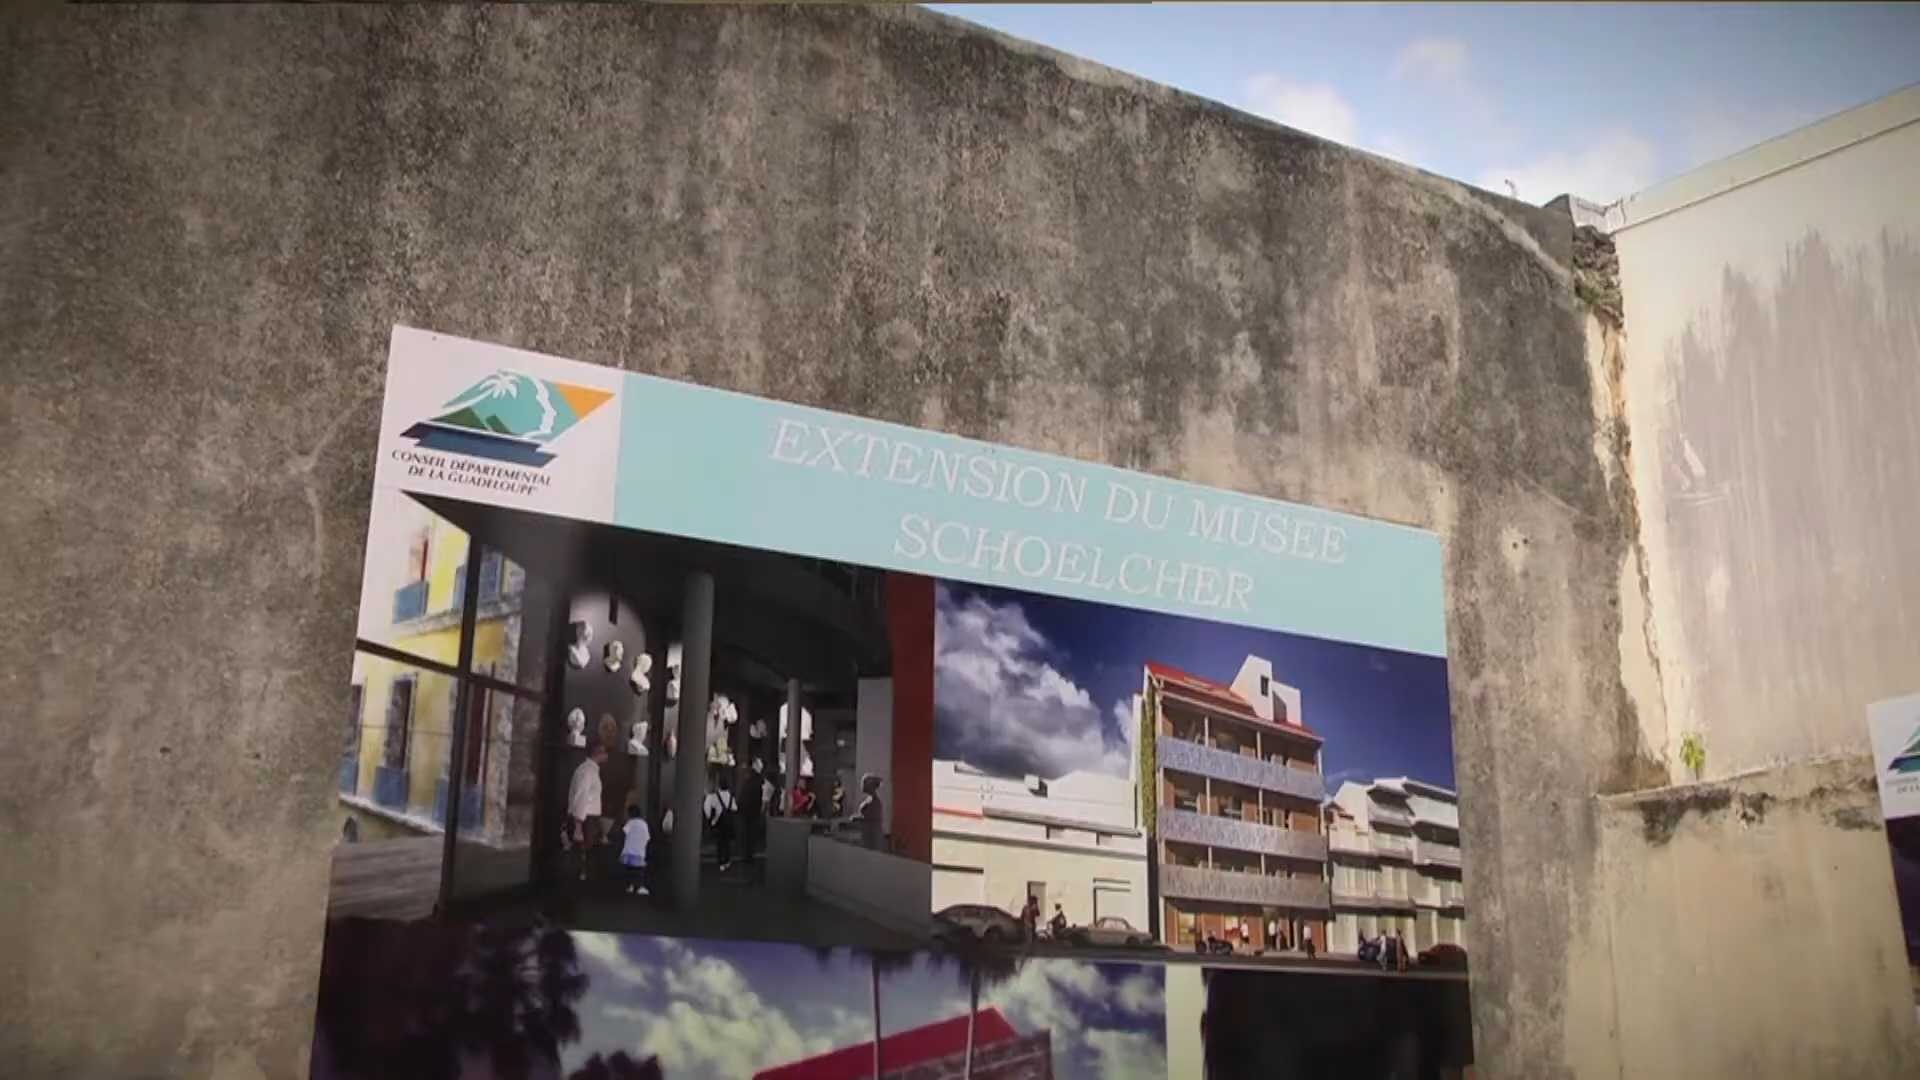 CONSEIL DÉPARTEMENTAL
DE LA GUADELOUPE
EXTENSION DU MUSEE
SCHOELCHER